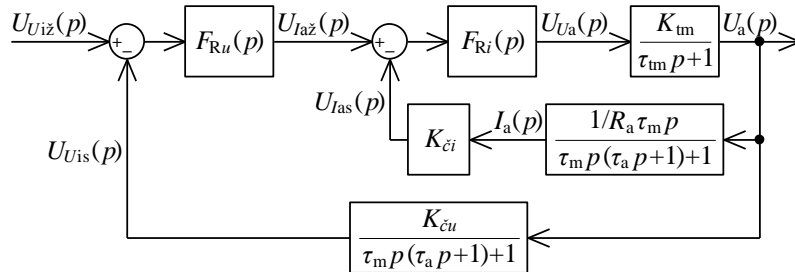 U_{Uiž}(p)
+
−
F_{Ru}(p)
U_{Iaž}(p)
+
−
F_{Ri}(p)
U_{Ua}(p)
K_{tm}
τ_{tm} p+1
U_a(p)
U_{Ias}(p)
K_{či}
I_a(p)
1/R_a τ_m p
τ_m p(τ_a p+1)+1
U_{Uis}(p)
K_{ču}
τ_m p(τ_a p+1)+1